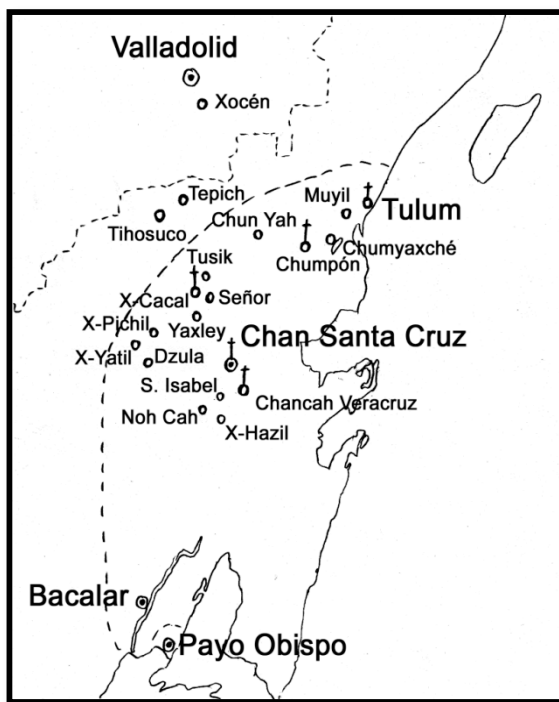 Valladolid
Xocén
Tepich
Muyil
Tulum
Tihosuco
Chun Yah
Chumyaxché
Chumpón
Tusik
X-Cacal
Señor
X-Pichil
Yaxley
Chan Santa Cruz
X-Yatil
Dzula
S. Isabel
Chancah Veracruz
Noh Cah
X-Hazil
Bacalar
Payo Obispo